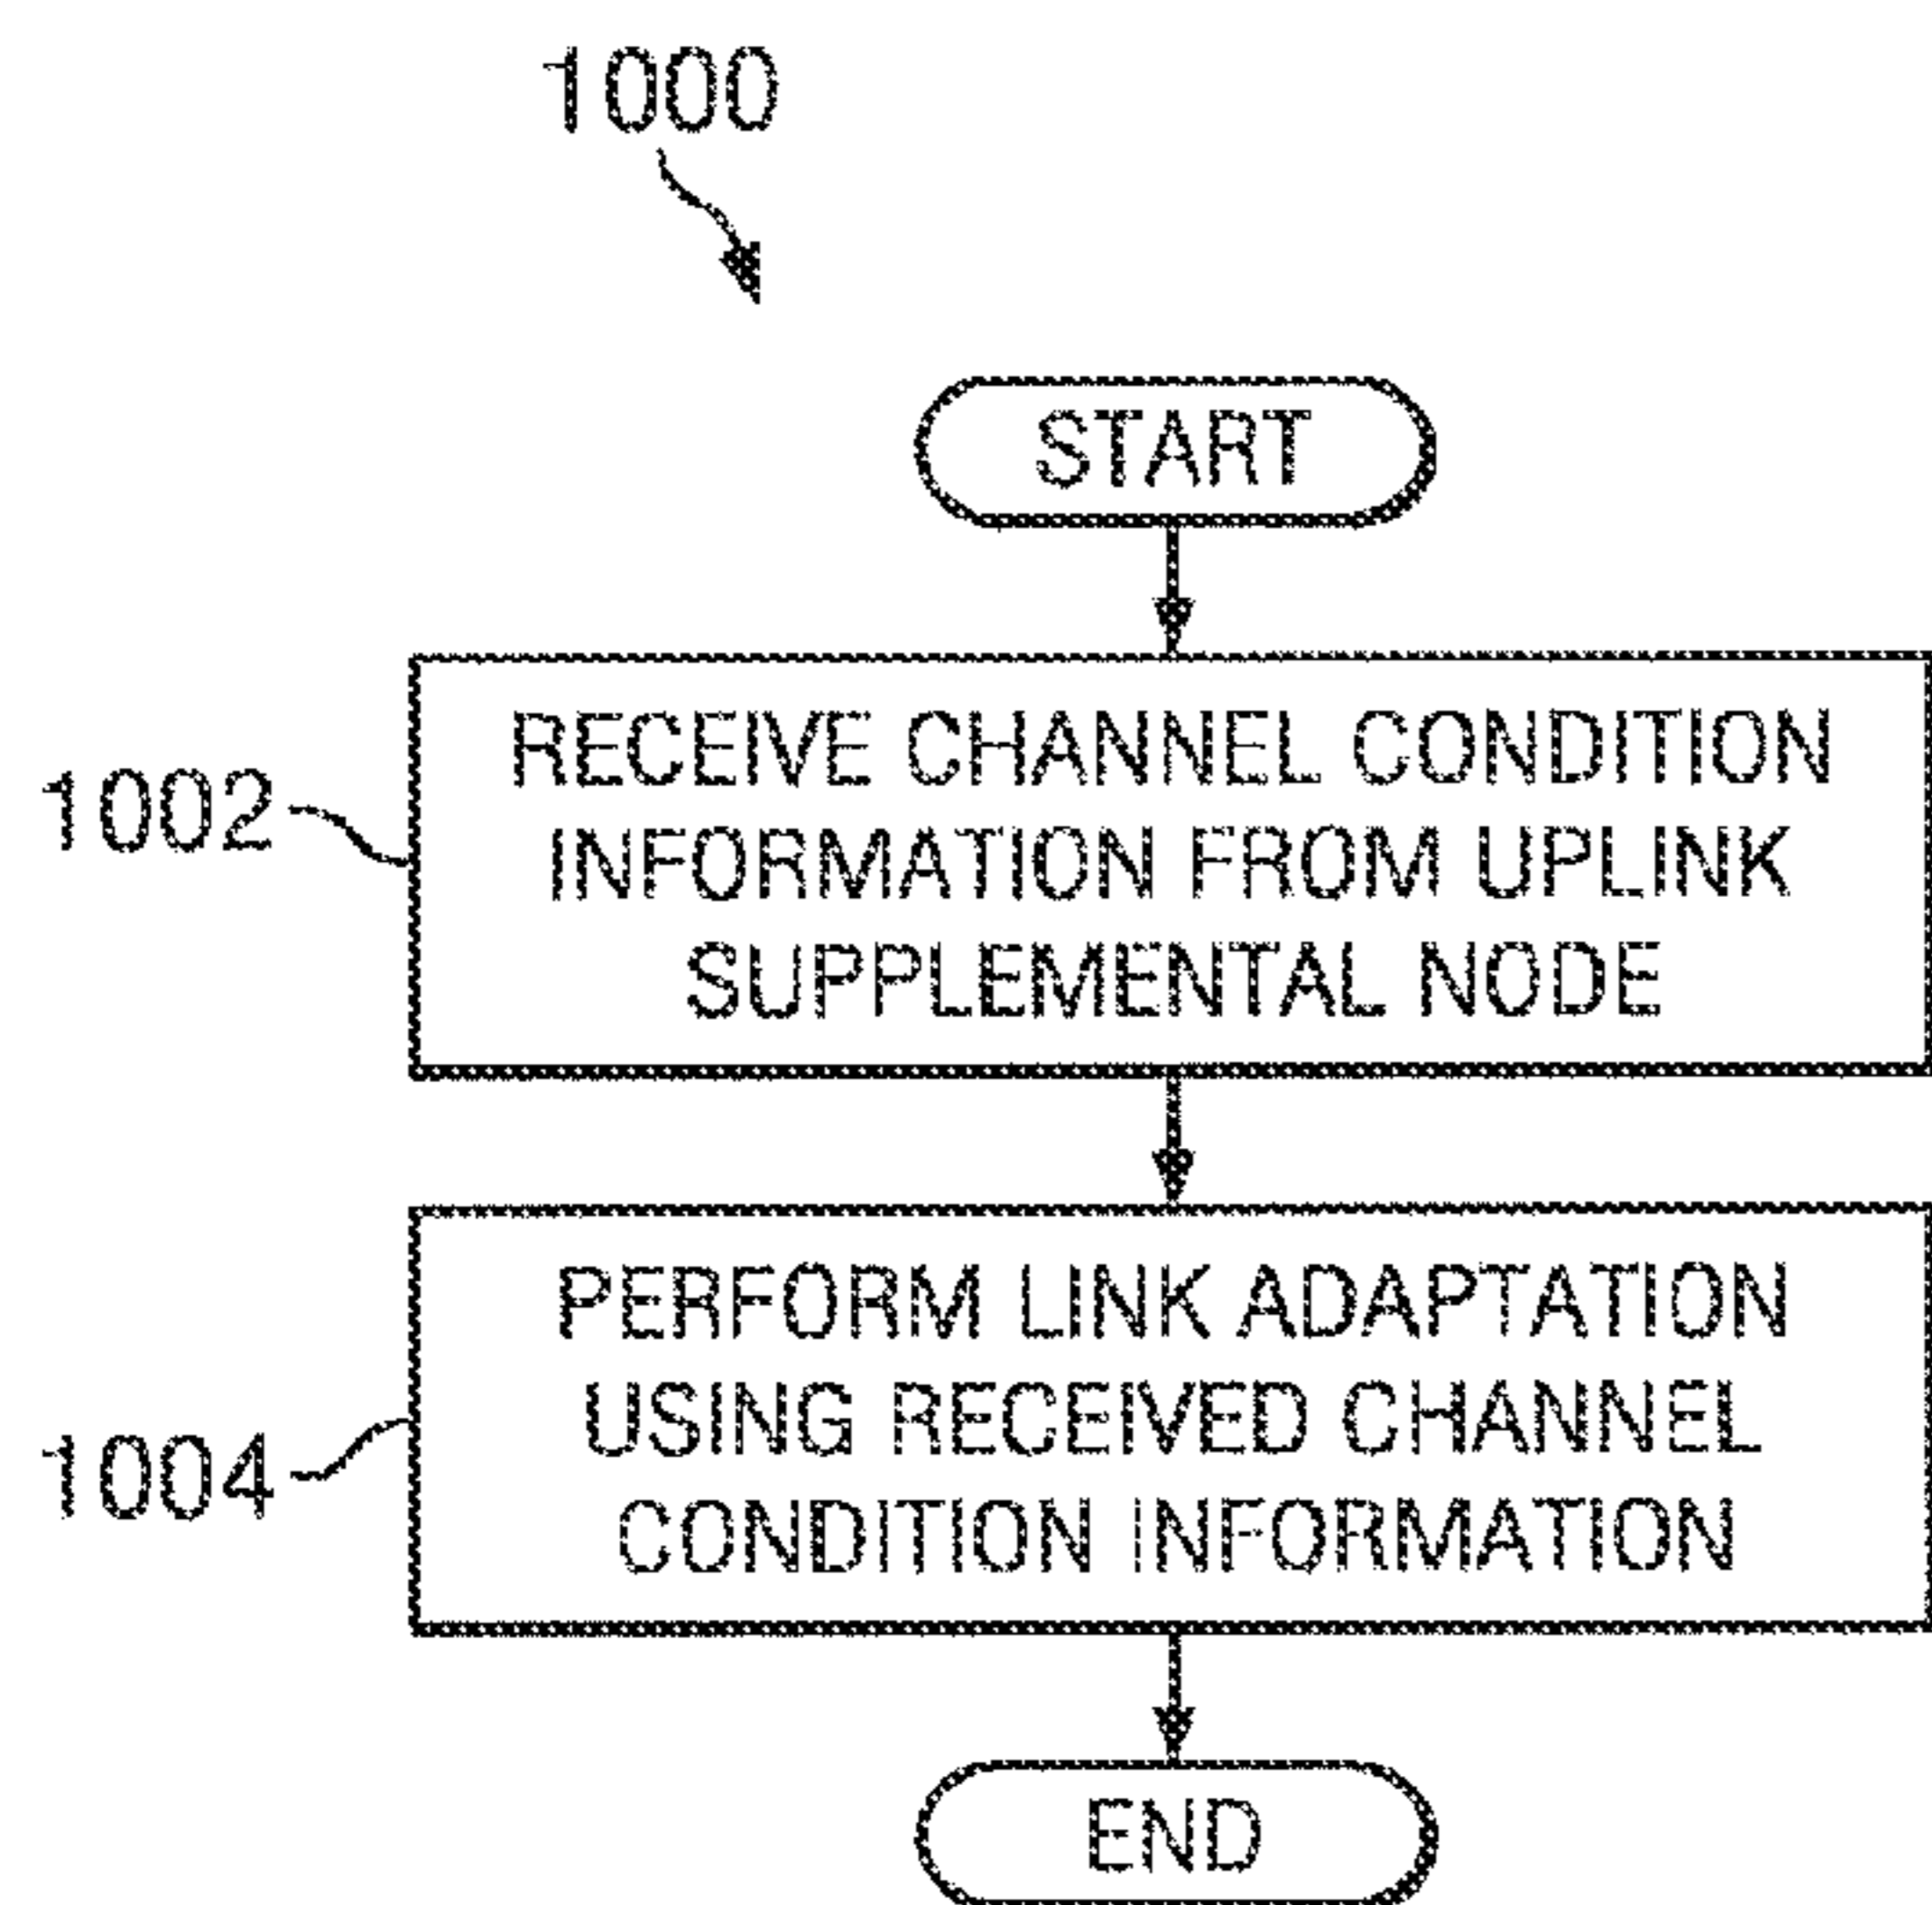 1000
START
1002
RECEIVE CHANNEL CONDITION
INFORMATION FROM UPLINK
SUPPLEMENTAL NODE
1004
PERFORM LINK ADAPTATION
USING RECEIVED CHANNEL
CONDITION INFORMATION
END